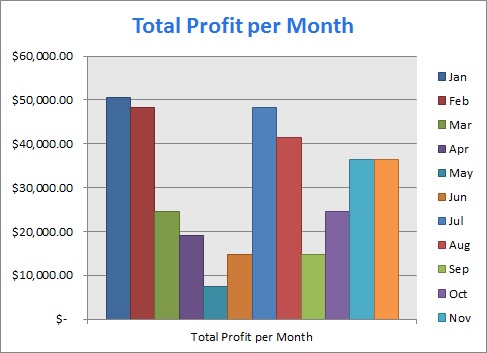 Total Profit per Month
$60,000.00
$50,000.00
$40,000.00
$30,000.00
$20,000.00
$10,000.00
$-
Total Profit per Month
Jan
Feb
Mar
Apr
May
Jun
Jul
Aug
Sep
Oct
Nov